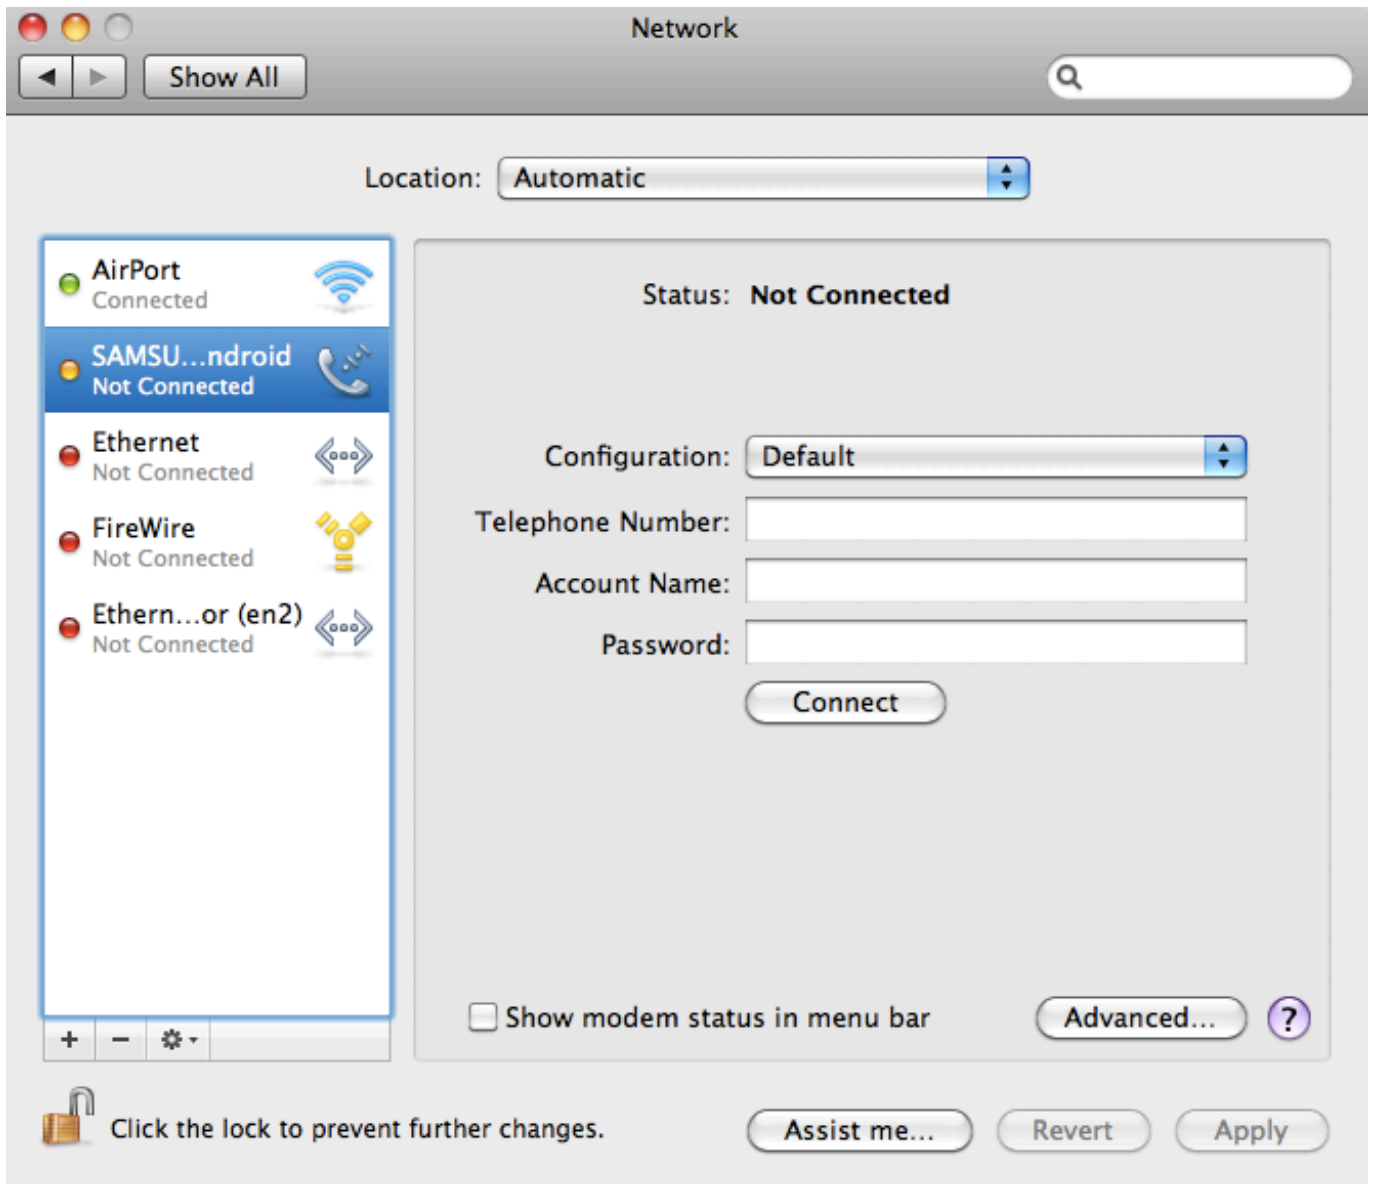 Network
Show All
Location: Automatic
AirPort
Connected
SAMSU...ndroid
Not Connected
Ethernet
Not Connected
FireWire
Not Connected
Ethern...or (en2)
Not Connected
Status: Not Connected
Configuration: Default
Telephone Number:
Account Name:
Password:
Connect
Show modem status in menu bar
Advanced... ?
Click the lock to prevent further changes.
Assist me... Revert Apply